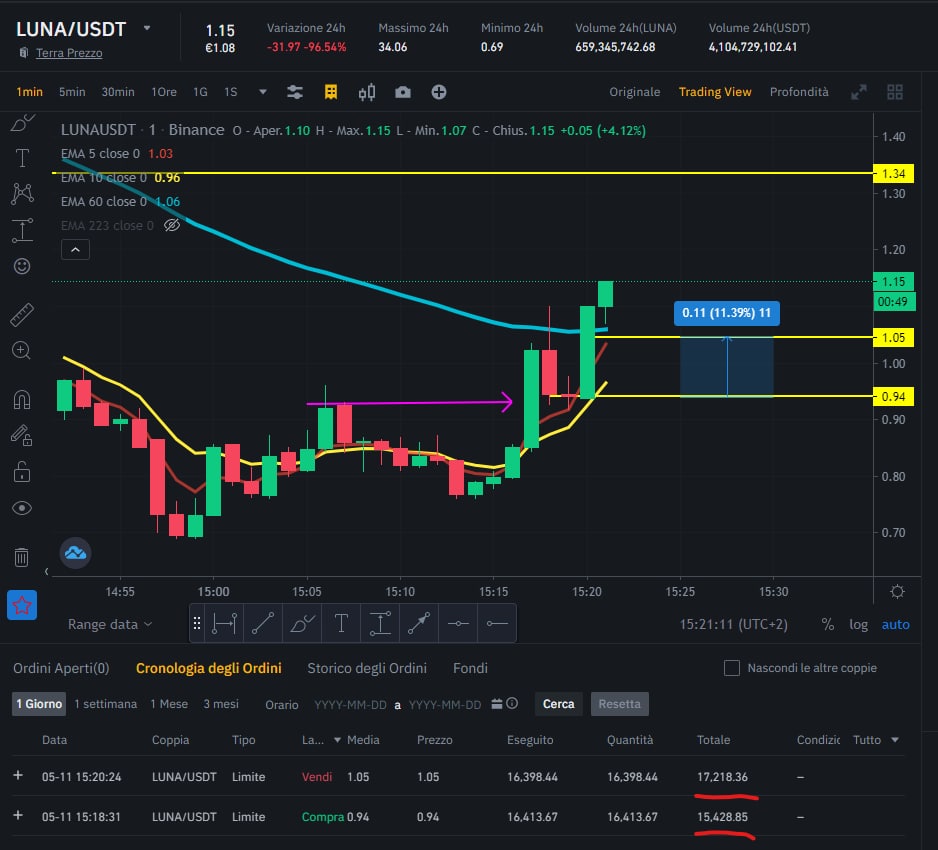 LUNA/USDT
1.15
€1.08
Variazione 24h
-31.97 -96.54%
Massimo 24h
34.06
Minimo 24h
0.69
Volume 24h(LUNA)
659,345,742.68
Volume 24h(USDT)
4,104,729,102.41
Terra Prezzo
1min 5min 30min 1Ore 1G 1S
Originale Trading View Profondità
LUNAUSDT · 1 · Binance O - Aper.1.10 H - Max.1.15 L - Min.1.07 C - Chius.1.15 +0.05 (+4.12%)
EMA 5 close 0 1.03
EMA 10 close 0 0.96
EMA 60 close 0 1.06
EMA 223 close 0
1.40
1.34
1.30
1.20
1.15
00:49
0.11 (11.39%) 11
1.05
1.00
0.94
0.90
0.80
0.70
14:55 15:00 15:05 15:10 15:15 15:20 15:25 15:30
Range data
15:21:11 (UTC+2) % log auto
Ordini Aperti(0) Cronologia degli Ordini Storico degli Ordini Fondi
Nascondi le altre coppie
1 Giorno 1 settimana 1 Mese 3 mesi Orario YYYY-MM-DD a YYYY-MM-DD Cerca Resetta
Data Coppia Tipo La... Media Prezzo Eseguito Quantità Totale Condizic Tutto
+ 05-11 15:20:24 LUNA/USDT Limite Vendi 1.05 1.05 16,398.44 16,398.44 17,218.36 –
+ 05-11 15:18:31 LUNA/USDT Limite Compra 0.94 0.94 16,413.67 16,413.67 15,428.85 –